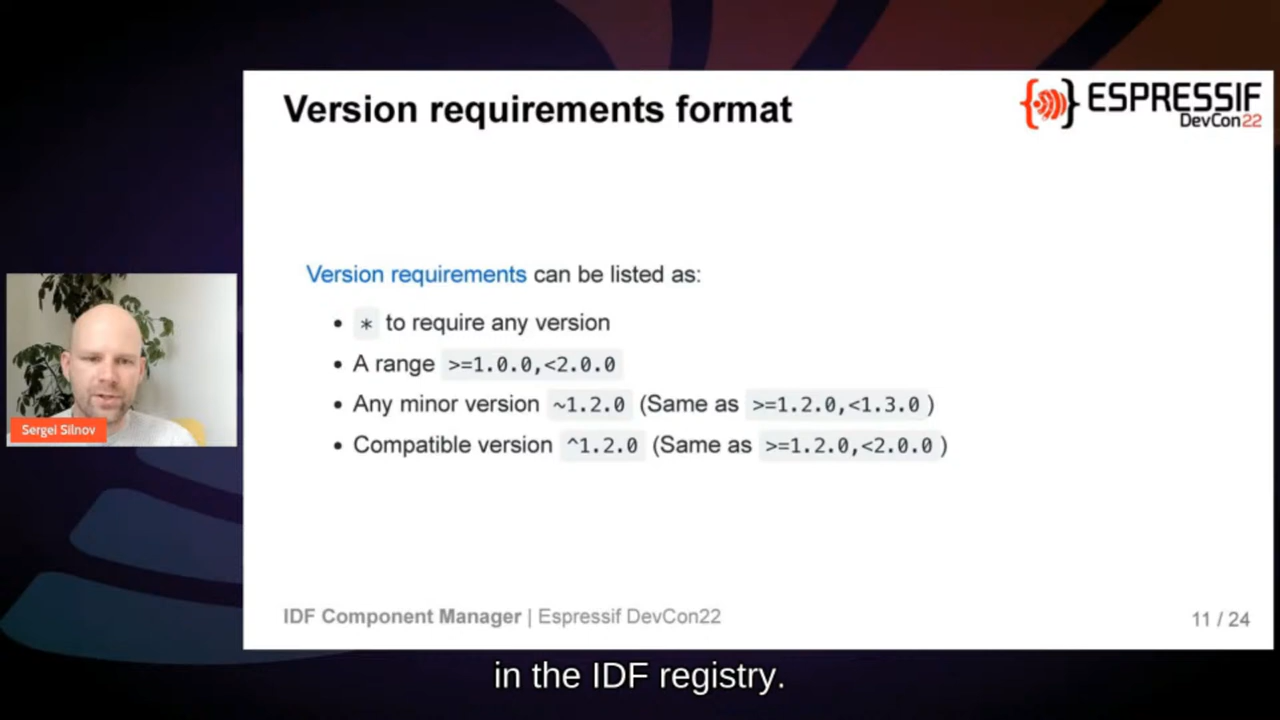 Version requirements format
ESPRESSIF
DevCon22
Version requirements can be listed as:
• * to require any version
• A range >=1.0.0,<2.0.0
• Any minor version ~1.2.0 (Same as >=1.2.0,<1.3.0 )
• Compatible version ^1.2.0 (Same as >=1.2.0,<2.0.0 )
Sergei Silnov
IDF Component Manager | Espressif DevCon22
11 / 24
in the IDF registry.